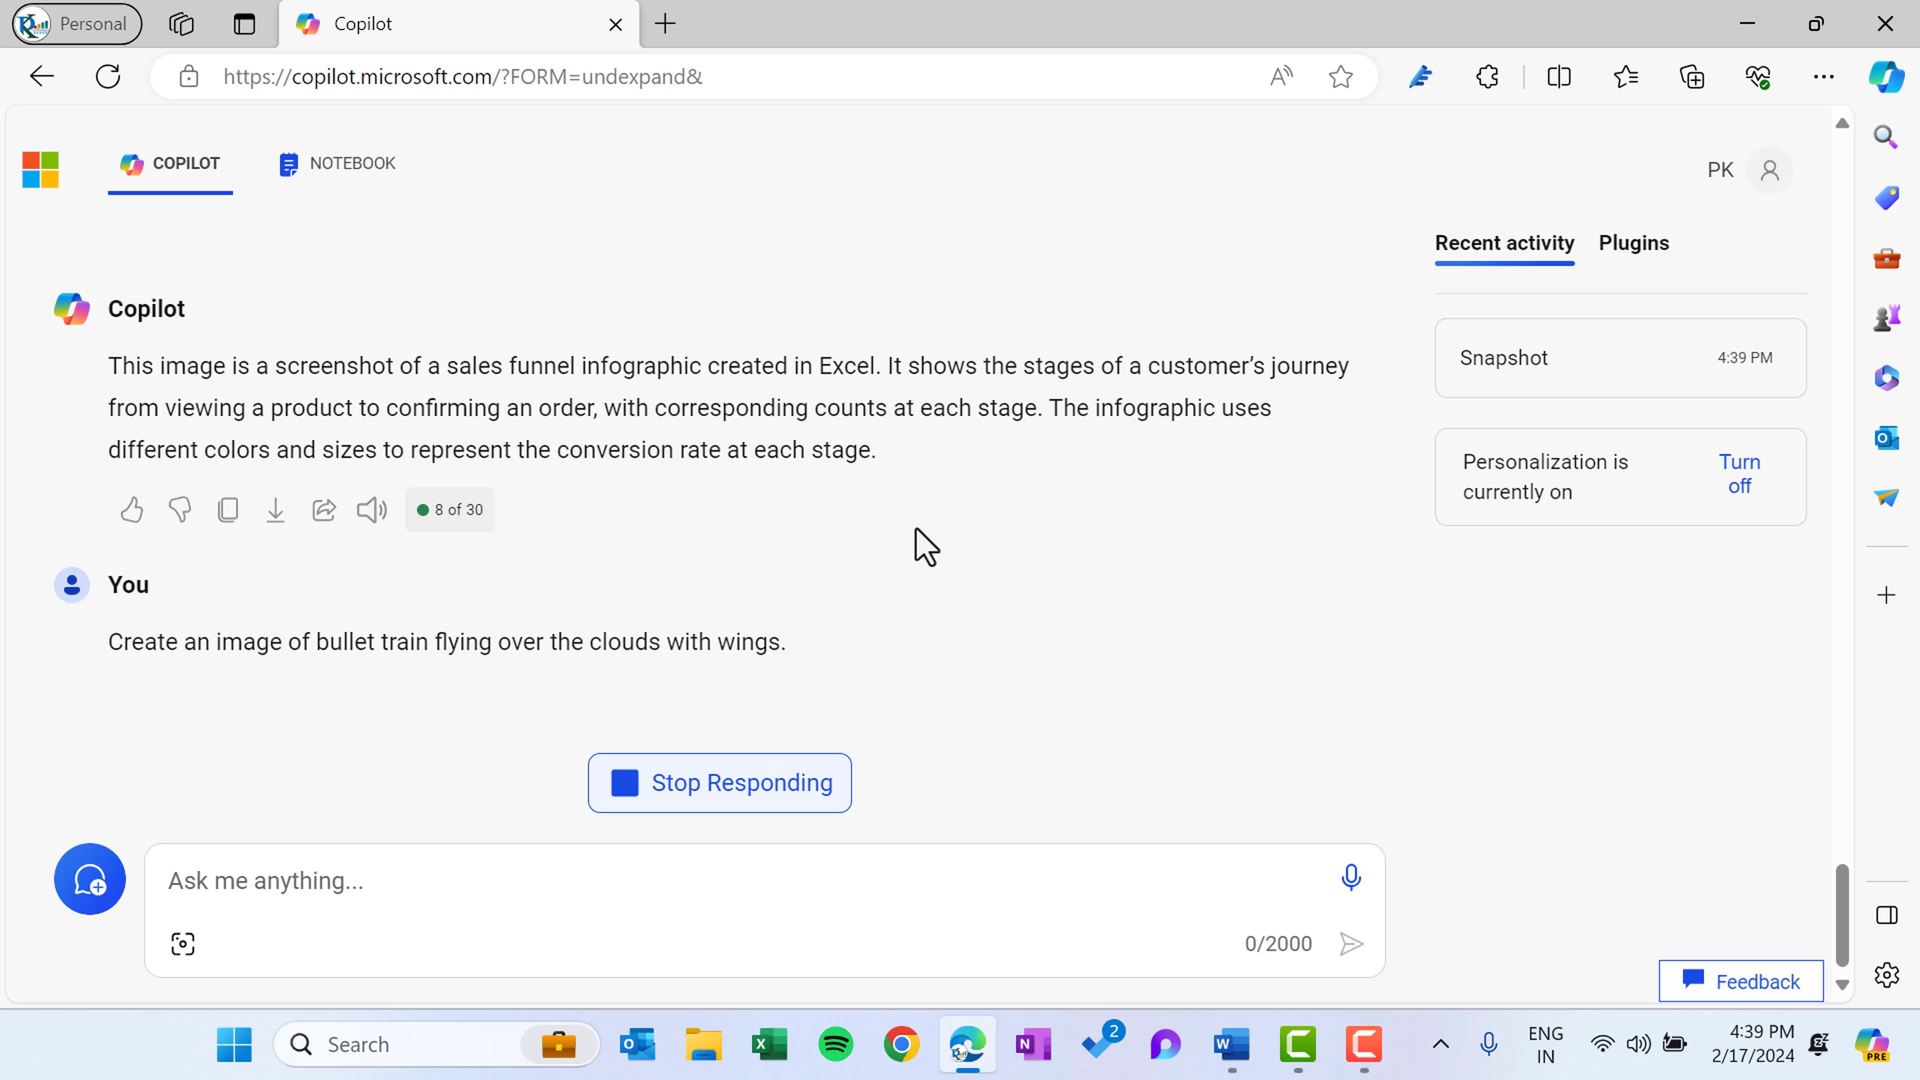 Personal
Copilot
https://copilot.microsoft.com/?FORM=undexpand&
COPILOT
NOTEBOOK
PK
Recent activity
Plugins
Snapshot
4:39 PM
Personalization is
currently on
Turn
off
Copilot
This image is a screenshot of a sales funnel infographic created in Excel. It shows the stages of a customer’s journey
from viewing a product to confirming an order, with corresponding counts at each stage. The infographic uses
different colors and sizes to represent the conversion rate at each stage.
8 of 30
You
Create an image of bullet train flying over the clouds with wings.
Stop Responding
Ask me anything...
0/2000
Feedback
Search
2
ENG
IN
4:39 PM
2/17/2024
PRE